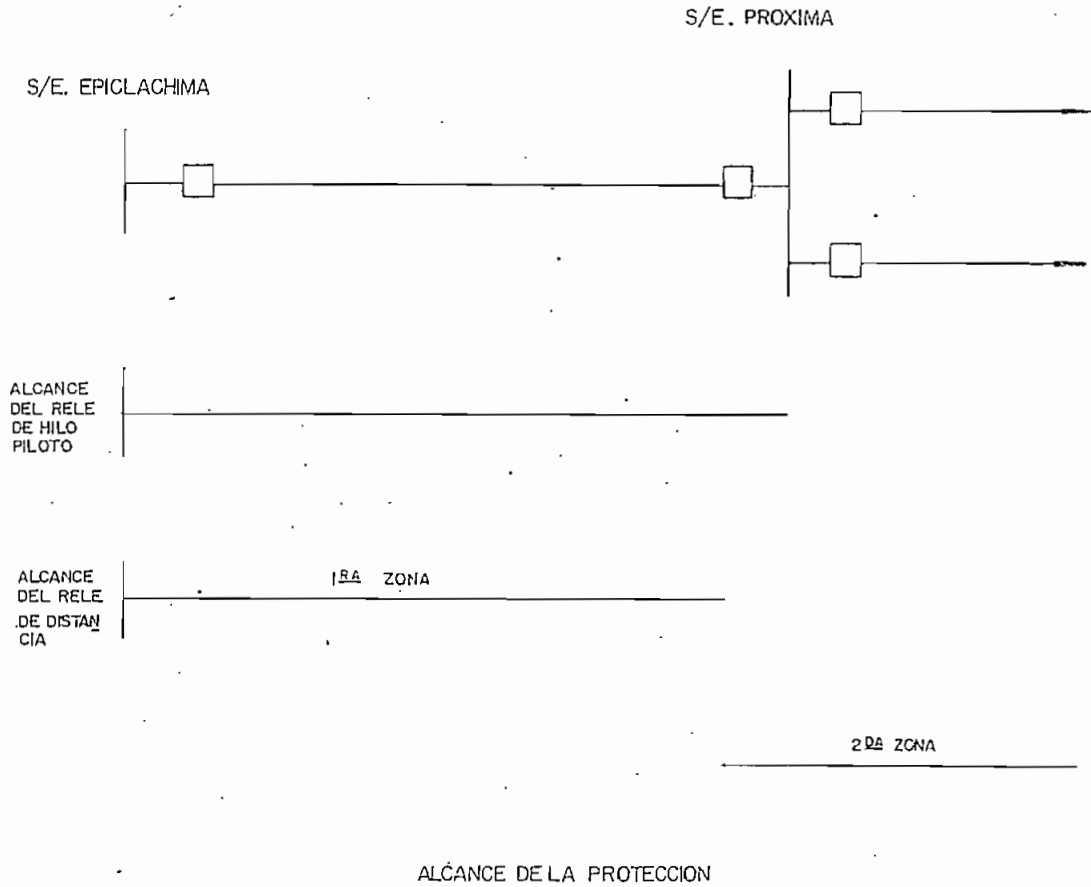 S/E. PROXIMA
S/E. EPICLACHIMA
ALCANCE
DEL RELE
DE HILO
PILOTO
ALCANCE
DEL RELE
DE DISTAN
CIA
1RA ZONA
2DA ZONA
ALCANCE DE LA PROTECCION